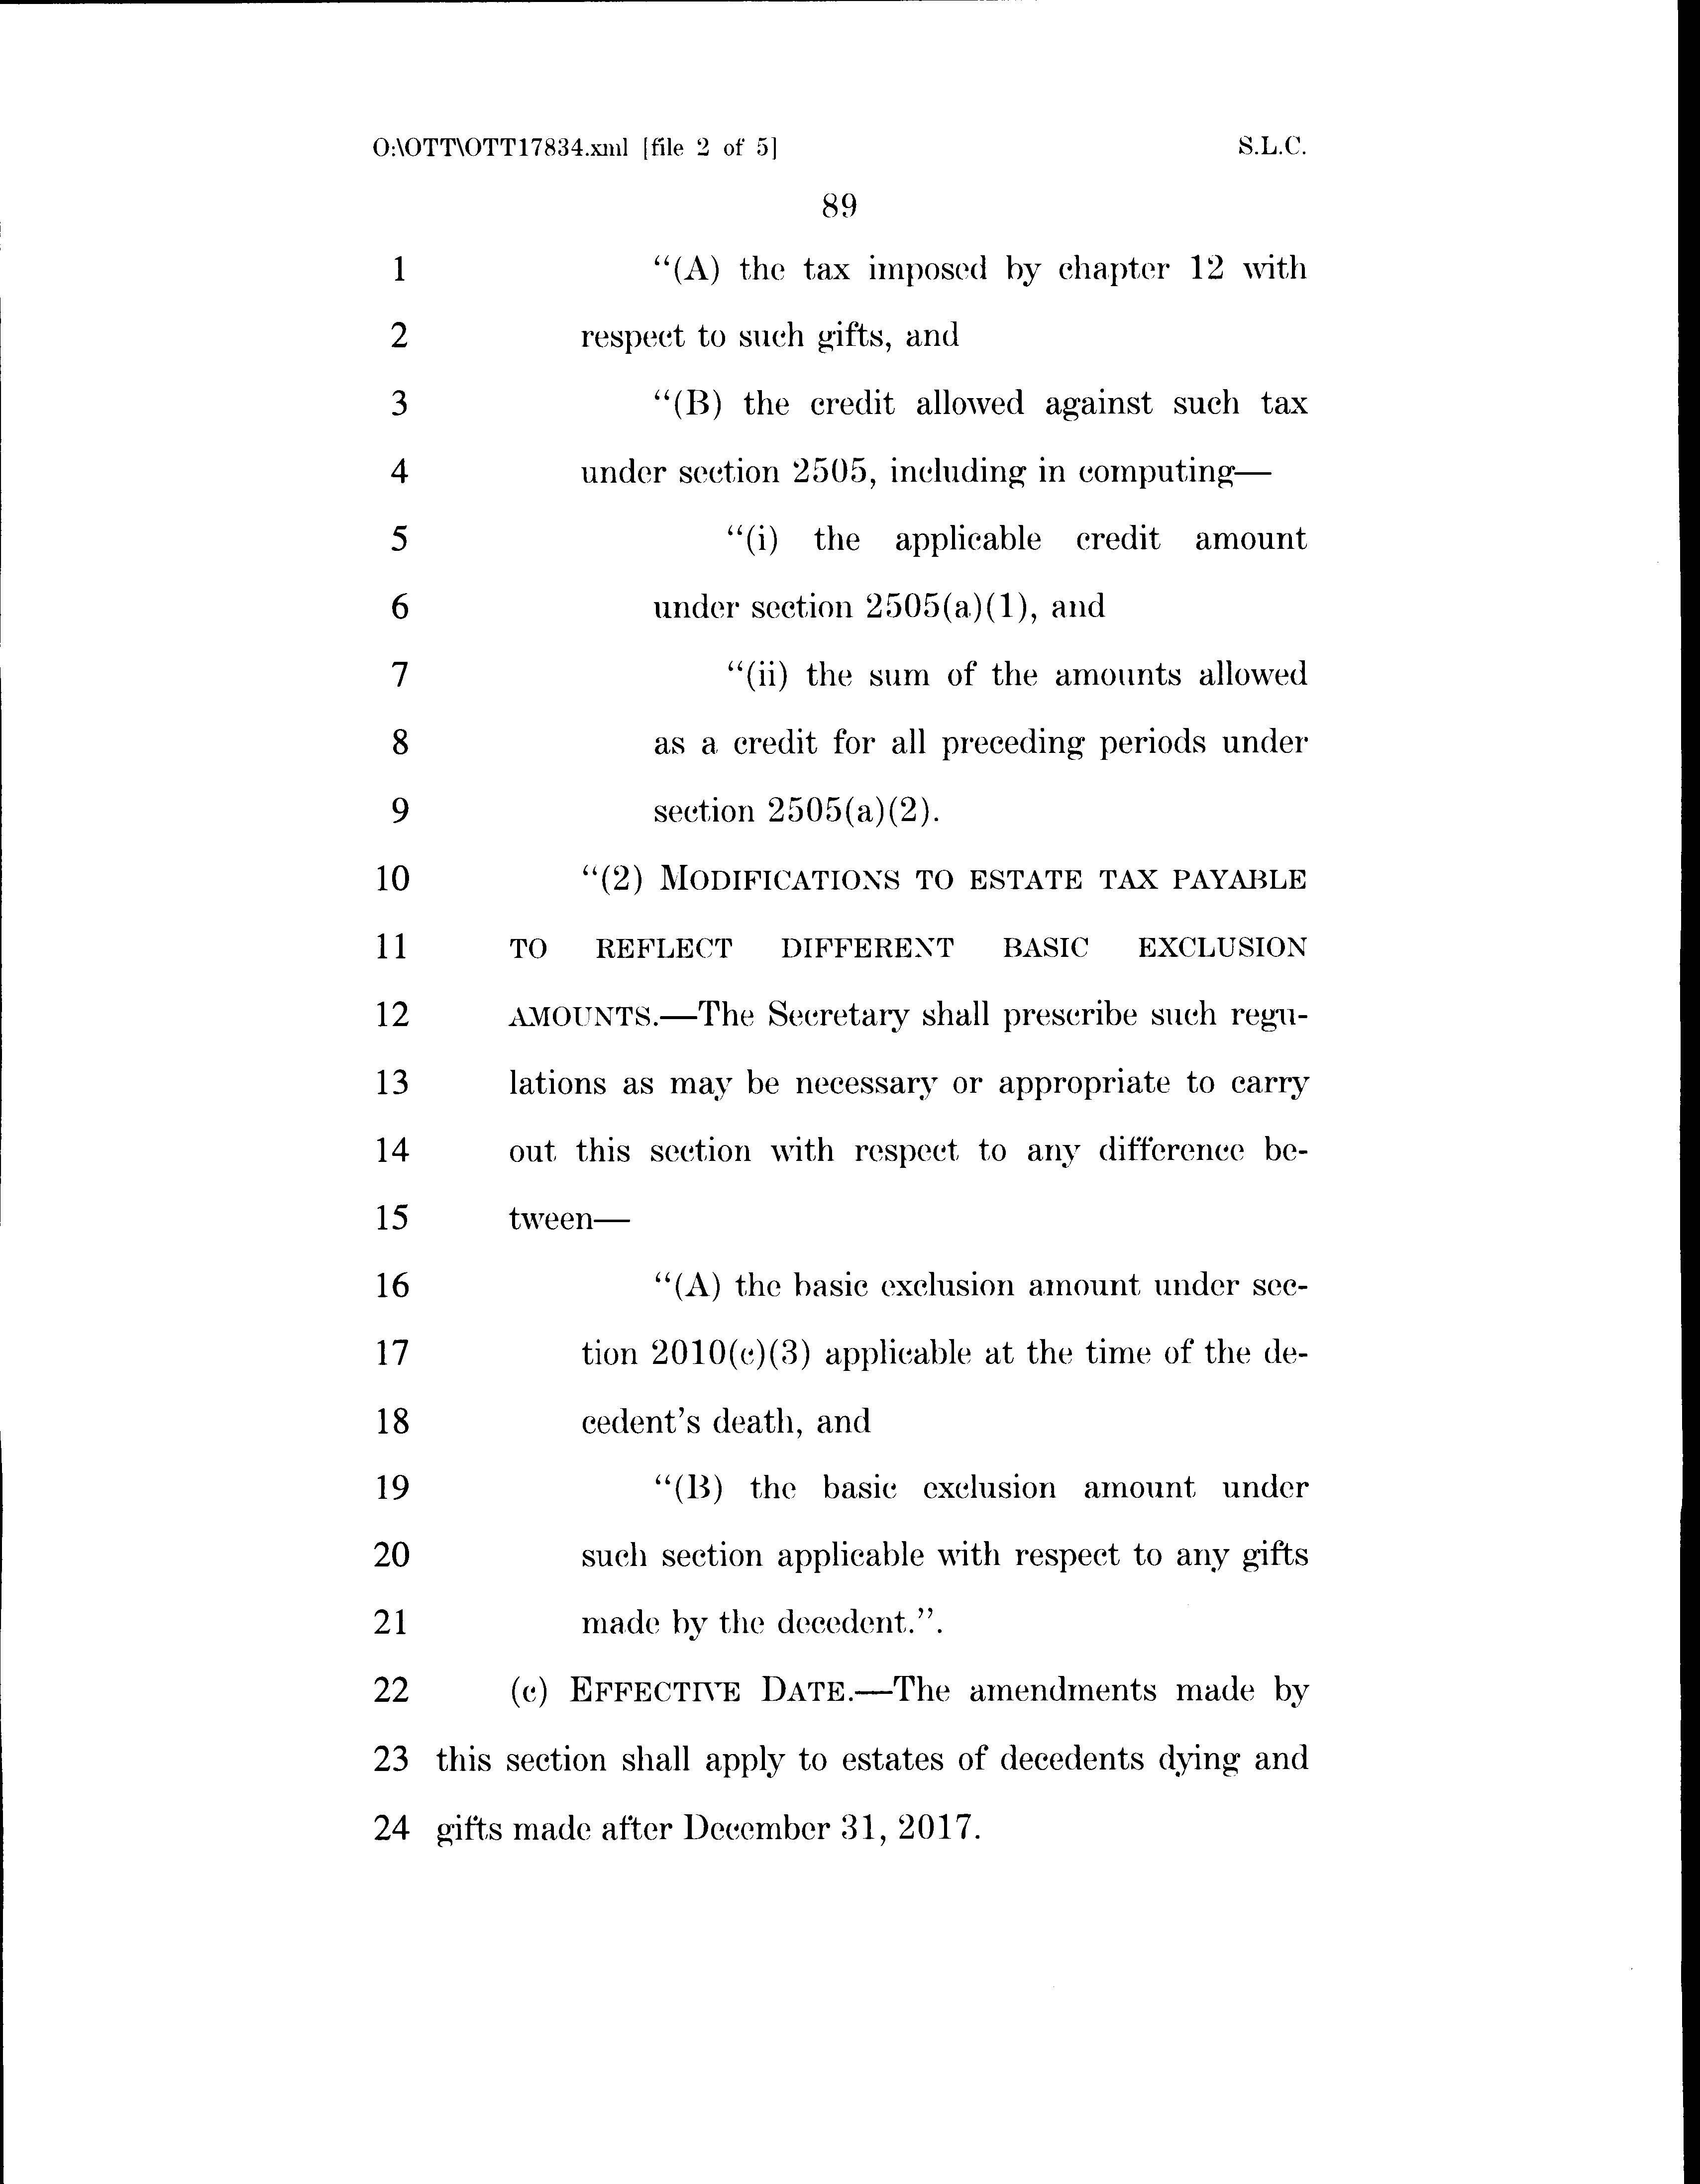 O:\OTT\OTT17834.xml [file 2 of 5] S.L.C.
89
1 “(A) the tax imposed by chapter 12 with
2 respect to such gifts, and
3 “(B) the credit allowed against such tax
4 under section 2505, including in computing—
5 “(i) the applicable credit amount
6 under section 2505(a)(1), and
7 “(ii) the sum of the amounts allowed
8 as a credit for all preceding periods under
9 section 2505(a)(2).
10 “(2) MODIFICATIONS TO ESTATE TAX PAYABLE
11 TO REFLECT DIFFERENT BASIC EXCLUSION
12 AMOUNTS.—The Secretary shall prescribe such regu-
13 lations as may be necessary or appropriate to carry
14 out this section with respect to any difference be-
15 tween—
16 “(A) the basic exclusion amount under sec-
17 tion 2010(c)(3) applicable at the time of the de-
18 cedent’s death, and
19 “(B) the basic exclusion amount under
20 such section applicable with respect to any gifts
21 made by the decedent.”.
22 (c) EFFECTIVE DATE.—The amendments made by
23 this section shall apply to estates of decedents dying and
24 gifts made after December 31, 2017.